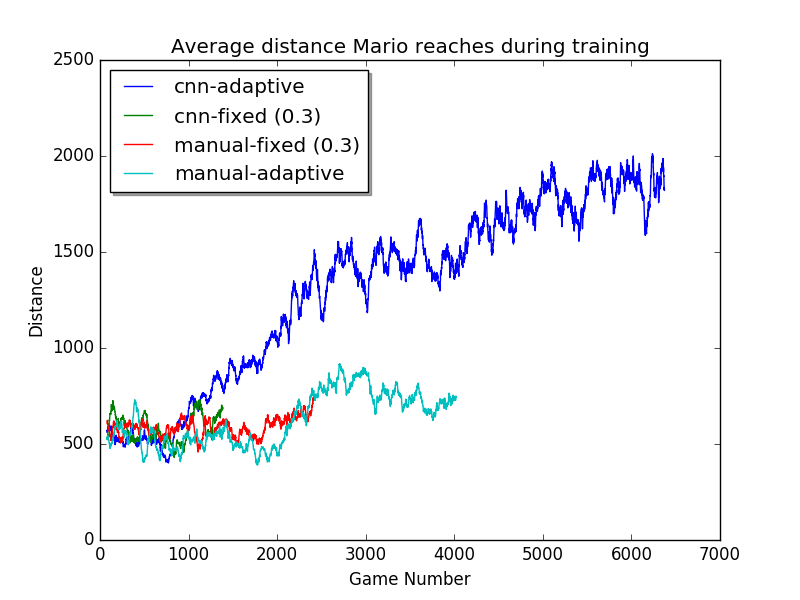 Average distance Mario reaches during training
2500
2000
1500
1000
500
0
Distance
cnn-adaptive
cnn-fixed (0.3)
manual-fixed (0.3)
manual-adaptive
0 1000 2000 3000 4000 5000 6000 7000
Game Number